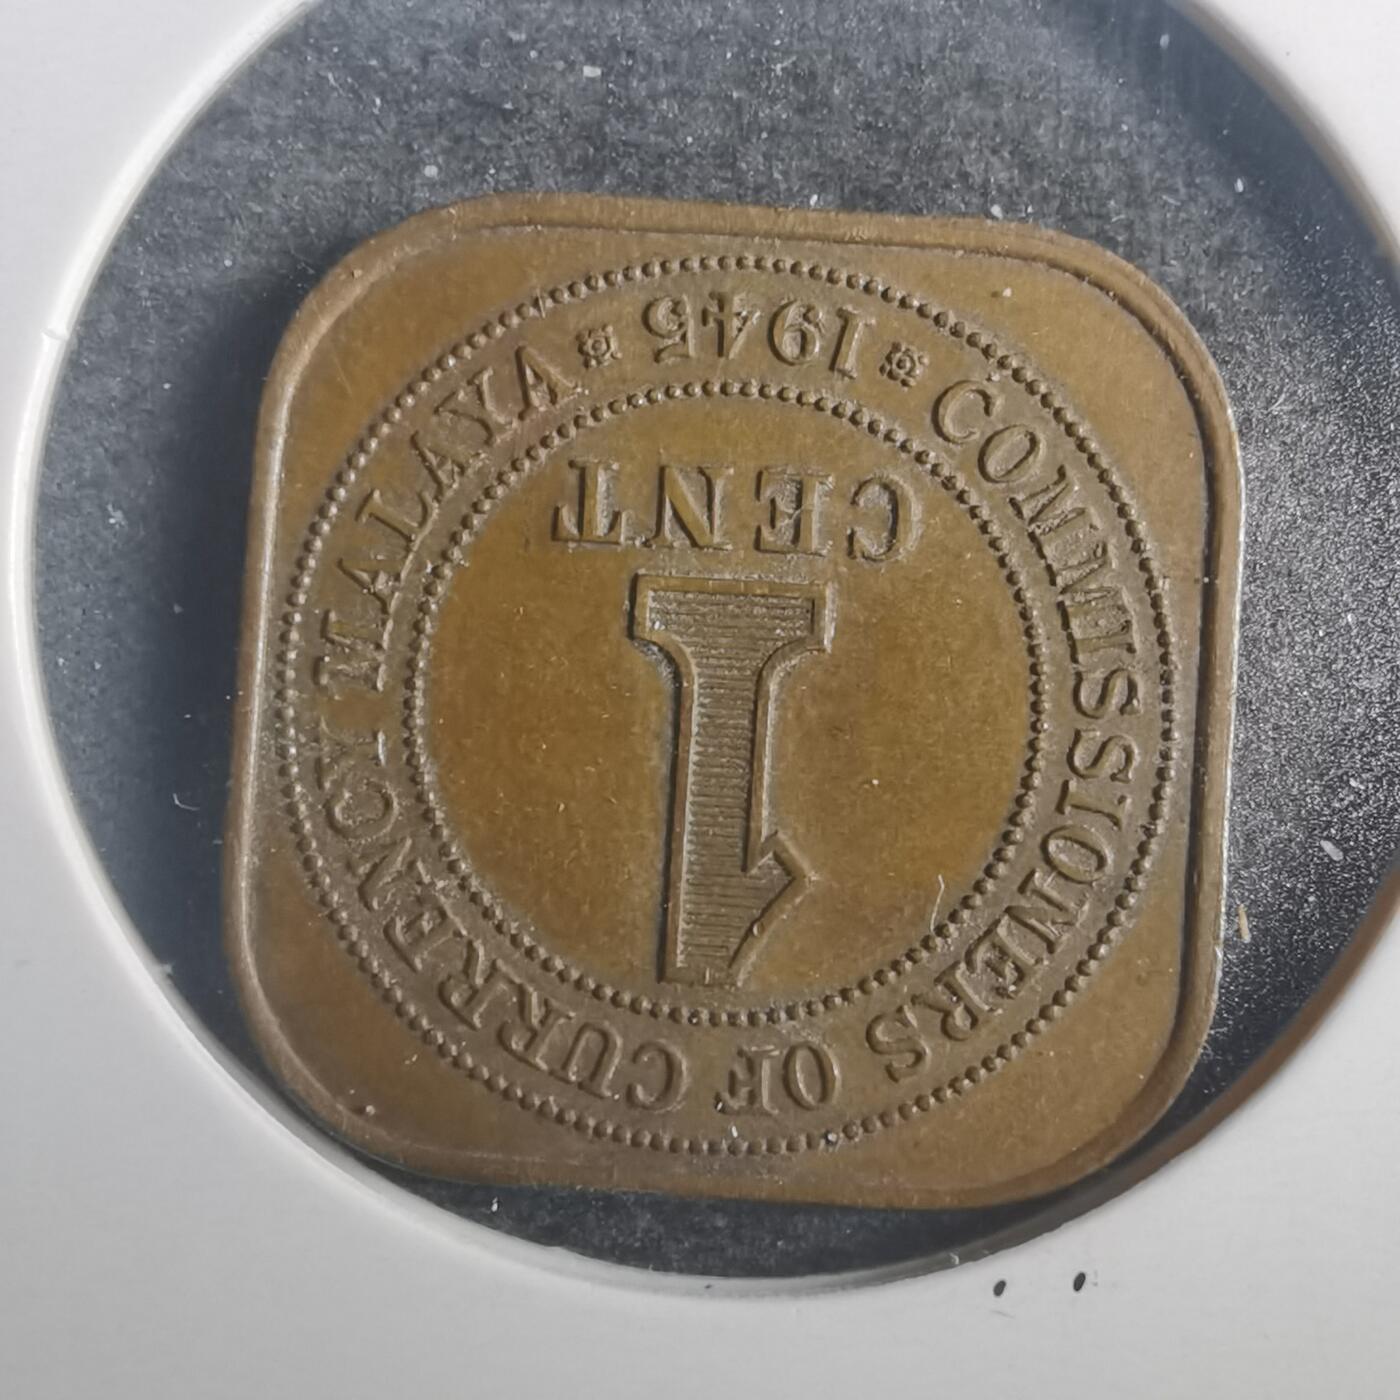 COMMISSIONERS OF CURRENCY MALAYA
1
CENT
1945